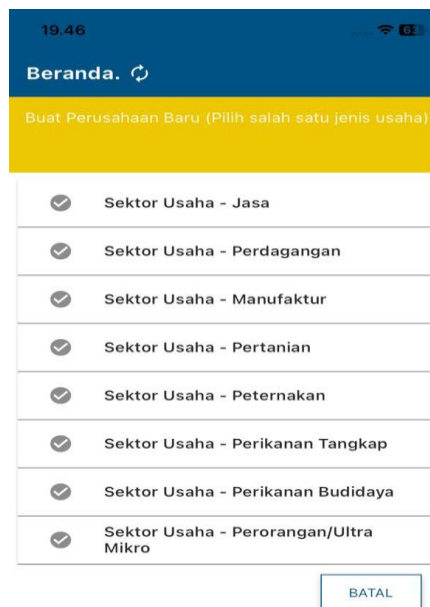 19.46
63
Beranda.
Buat Perusahaan Baru (Pilih salah satu jenis usaha)
Sektor Usaha - Jasa
Sektor Usaha - Perdagangan
Sektor Usaha - Manufaktur
Sektor Usaha - Pertanian
Sektor Usaha - Peternakan
Sektor Usaha - Perikanan Tangkap
Sektor Usaha - Perikanan Budidaya
Sektor Usaha - Perorangan/Ultra
Mikro
BATAL